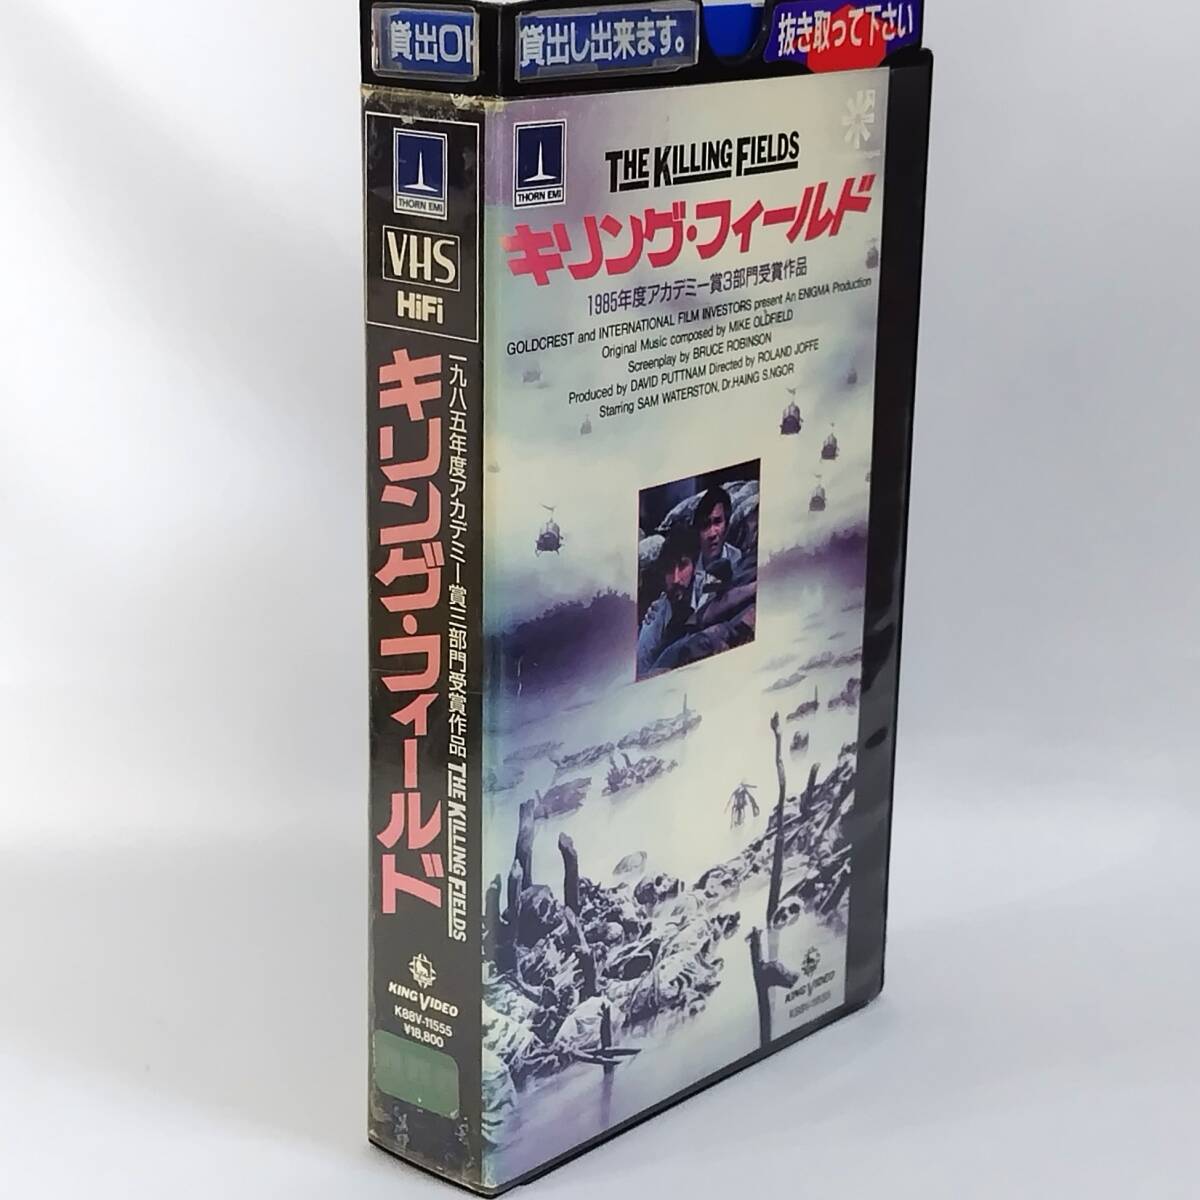 貸出OK
貸出し出来ます。
抜き取って下さい
THORN EMI
VHS
HiFi
一九八五年度アカデミー賞三部門受賞作品 THE KILLING FIELDS
キリング・フィールド
KING VIDEO
K88V-11555
¥18,800
THORN EMI
THE KILLING FIELDS
キリング・フィールド
1985年度アカデミー賞3部門受賞作品
GOLDCREST and INTERNATIONAL FILM INVESTORS present An ENIGMA Production
Original Music composed by MIKE OLDFIELD
Screenplay by BRUCE ROBINSON
Produced by DAVID PUTTNAM Directed by ROLAND JOFFE
Starring SAM WATERSTON, Dr.HAING S.NGOR
KING VIDEO
K88V-11555